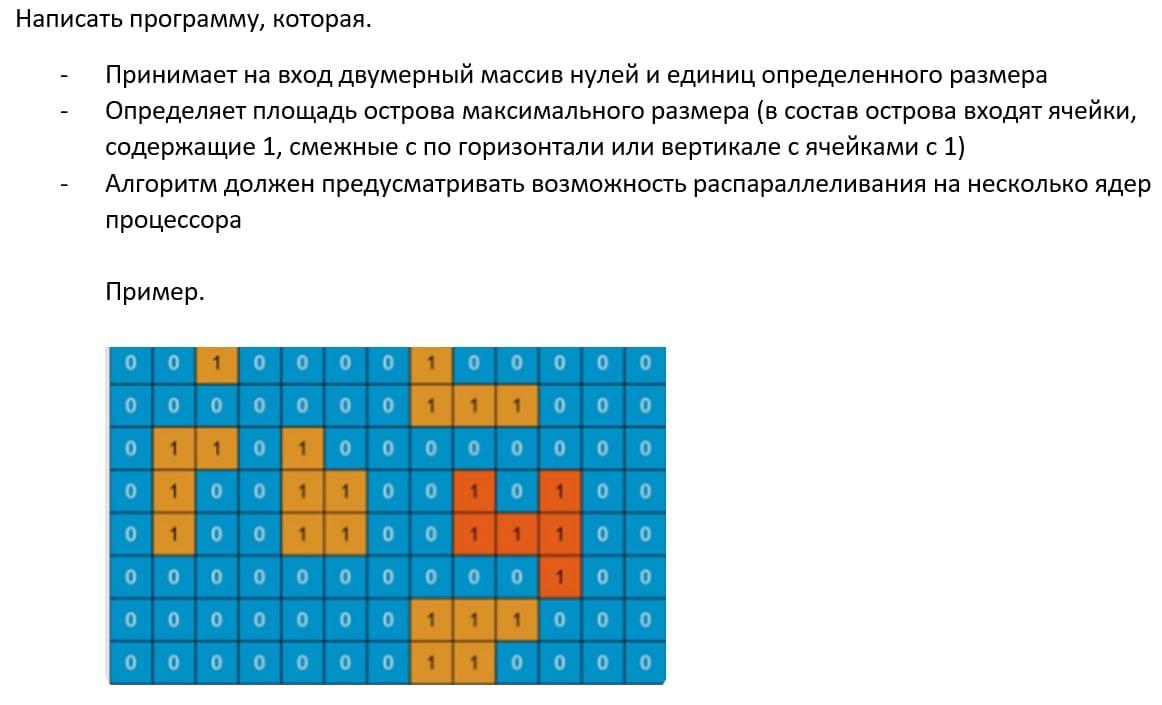 Написать программу, которая.
- Принимает на вход двумерный массив нулей и единиц определенного размера
- Определяет площадь острова максимального размера (в состав острова входят ячейки,
содержащие 1, смежные с по горизонтали или вертикале с ячейками с 1)
- Алгоритм должен предусматривать возможность распараллеливания на несколько ядер
процессора
Пример.
0 0 1 0 0 0 0 1 0 0 0 0 0
0 0 0 0 0 0 0 1 1 1 0 0 0
0 1 1 0 1 0 0 0 0 0 0 0 0
0 1 0 0 1 1 0 0 1 0 1 0 0
0 1 0 0 1 1 0 0 1 1 1 0 0
0 0 0 0 0 0 0 0 0 0 1 0 0
0 0 0 0 0 0 0 1 1 1 0 0 0
0 0 0 0 0 0 0 1 1 0 0 0 0